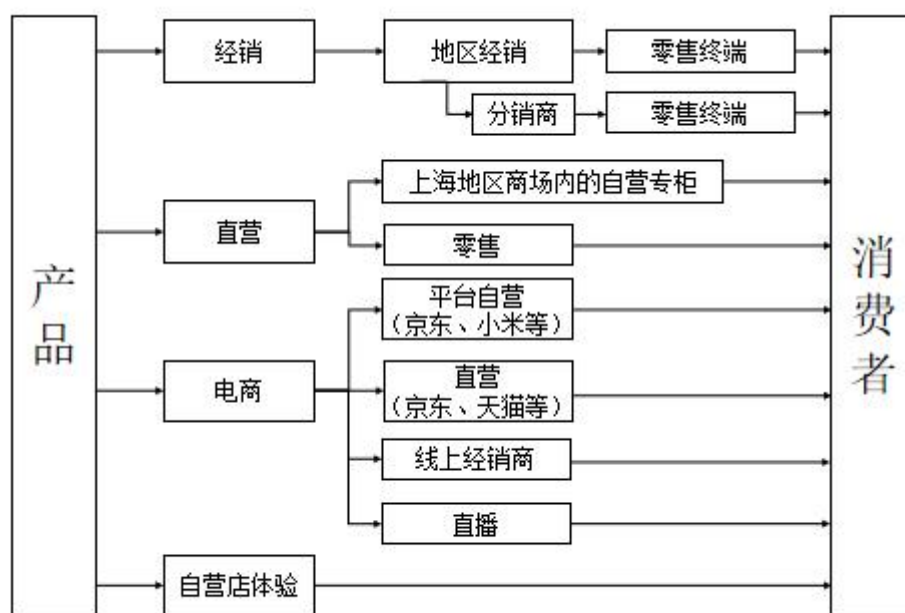 产品
经销
地区经销
零售终端
分销商
零售终端
直营
上海地区商场内的自营专柜
零售
电商
平台自营
（京东、小米等）
直营
（京东、天猫等）
线上经销商
直播
自营店体验
消费者